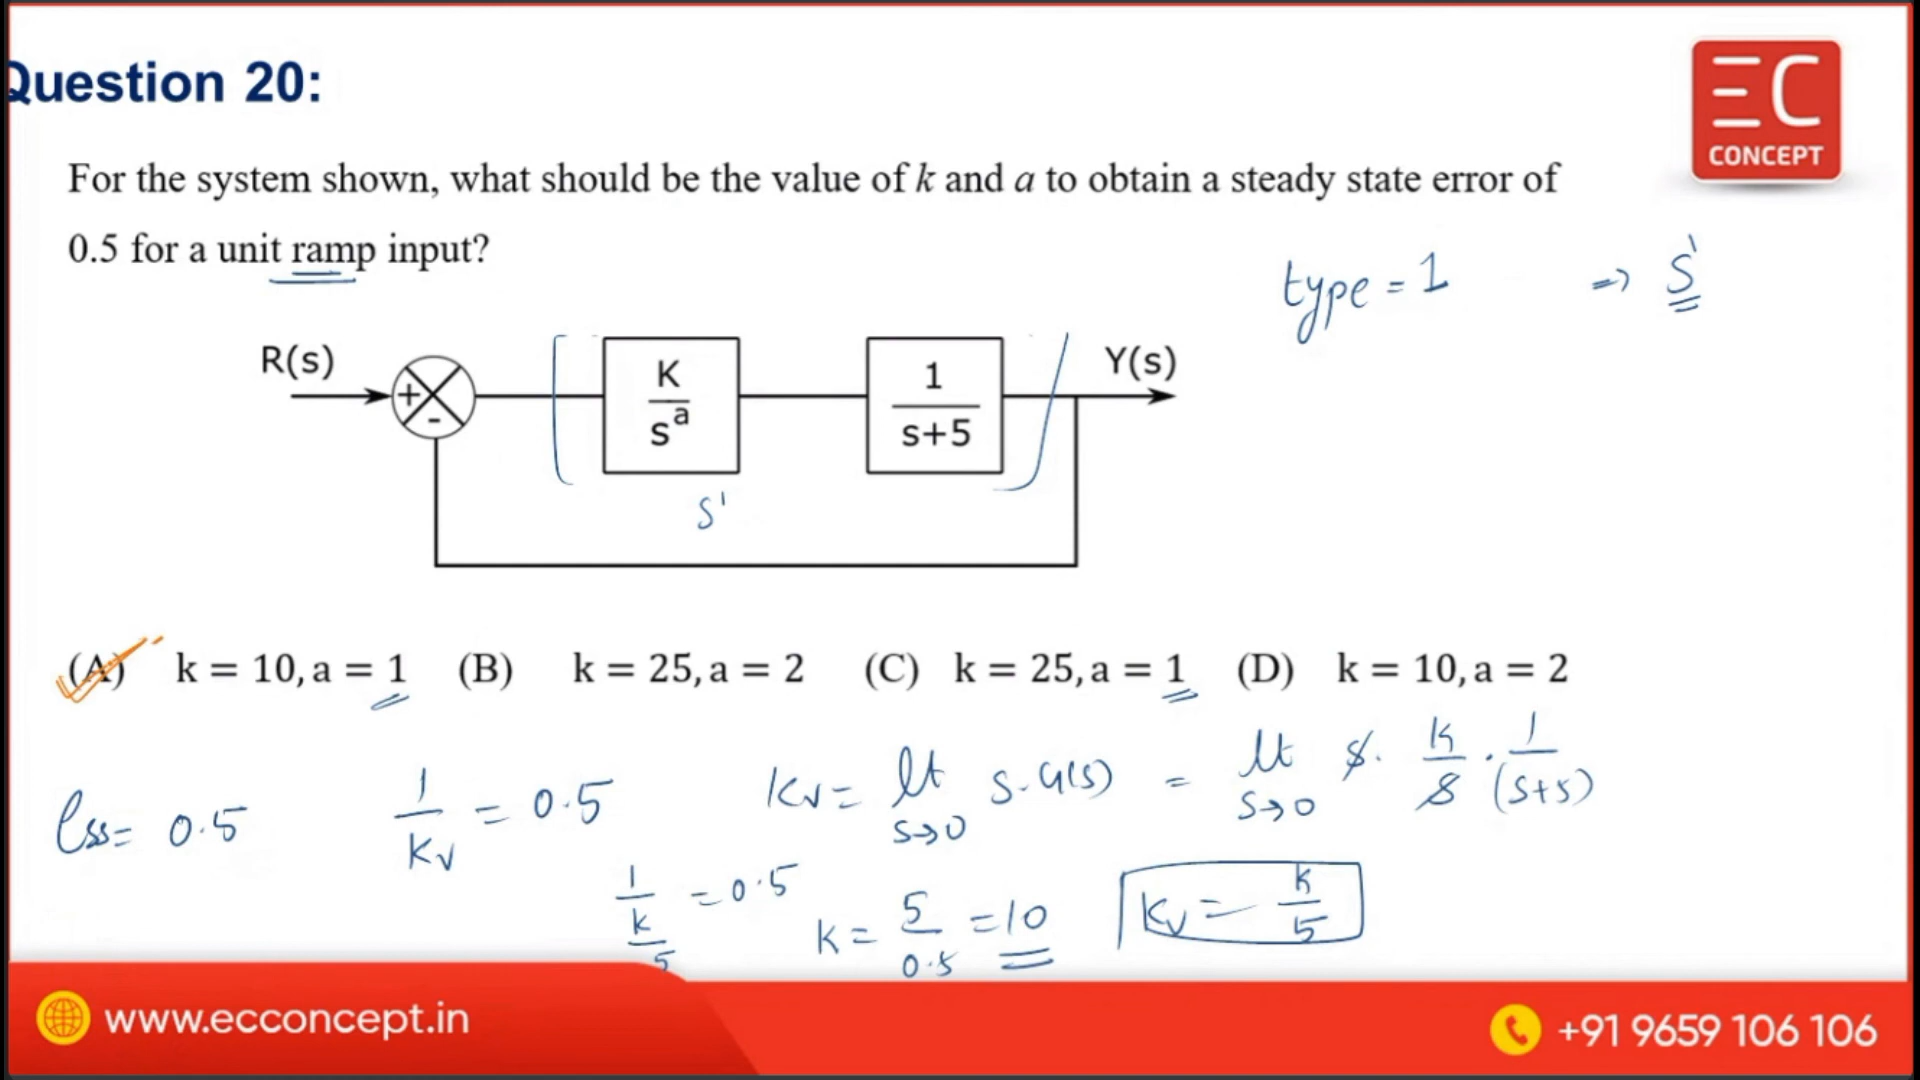 Question 20:
EC
CONCEPT
For the system shown, what should be the value of k and a to obtain a steady state error of
0.5 for a unit ramp input?
type = 1 => S¹
R(s)
+
-
K
s^a
1
s+5
Y(s)
S¹
(A) k = 10, a = 1 (B) k = 25, a = 2 (C) k = 25, a = 1 (D) k = 10, a = 2
ess = 0.5
1/Kv = 0.5
Kv = lt s→0 s·G(s) = lt s→0 s· K/s · 1/(s+5)
1/(k/5) = 0.5
K = 5/0.5 = 10
Kv = K/5
www.ecconcept.in
+91 9659 106 106